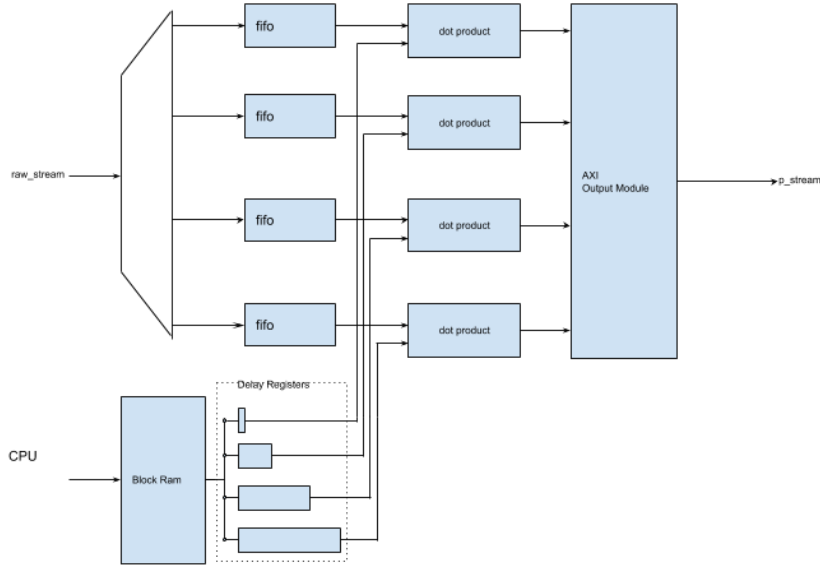 fifo
dot product
fifo
dot product
raw_stream
AXI
Output Module
p_stream
fifo
dot product
fifo
dot product
Delay Registers
CPU
Block Ram